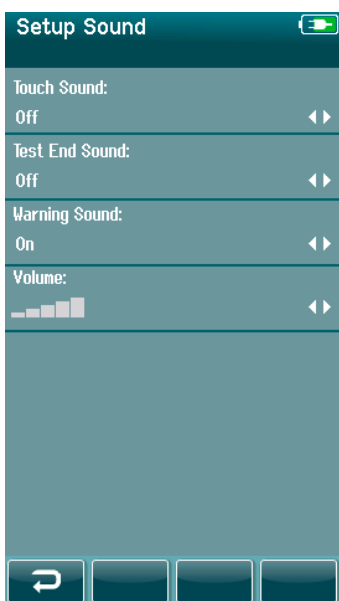 Setup Sound
Touch Sound:
Off
Test End Sound:
Off
Warning Sound:
On
Volume: